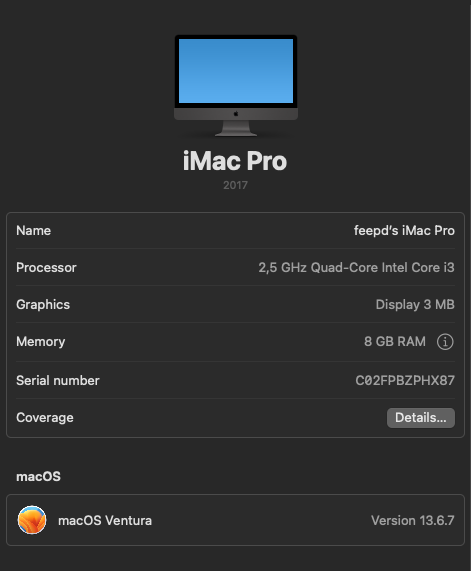 iMac Pro
2017
Name feepd's iMac Pro
Processor 2,5 GHz Quad-Core Intel Core i3
Graphics Display 3 MB
Memory 8 GB RAM
Serial number C02FPBZPHX87
Coverage Details...
macOS
macOS Ventura Version 13.6.7